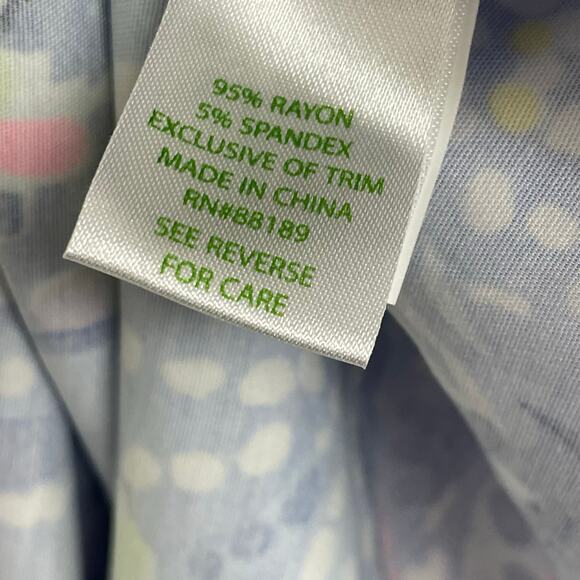 95% RAYON
5% SPANDEX
EXCLUSIVE OF TRIM
MADE IN CHINA
RN#88189
SEE REVERSE
FOR CARE